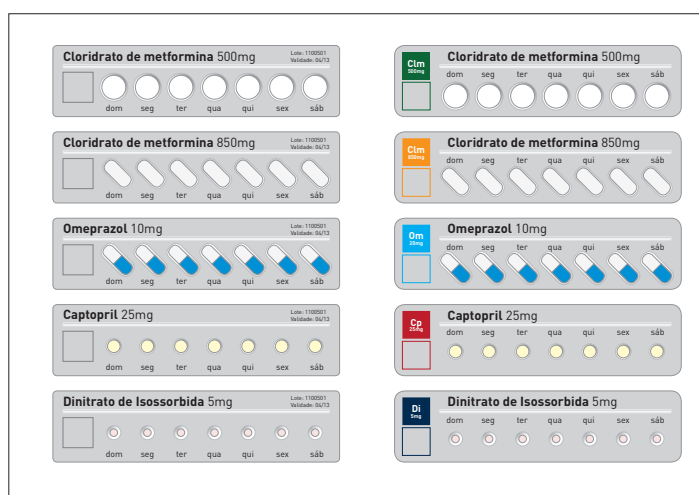 Cloridrato de metformina 500mg
Lote: 1100501
Validade: 04/13
dom seg ter qua qui sex sáb
Cloridrato de metformina 850mg
Lote: 1100501
Validade: 04/13
dom seg ter qua qui sex sáb
Omeprazol 10mg
Lote: 1100501
Validade: 04/13
dom seg ter qua qui sex sáb
Captopril 25mg
Lote: 1100501
Validade: 04/13
dom seg ter qua qui sex sáb
Dinitrato de Isossorbida 5mg
Lote: 1100501
Validade: 04/13
dom seg ter qua qui sex sáb
Clm
500mg
Cloridrato de metformina 500mg
dom seg ter qua qui sex sáb
Clm
850mg
Cloridrato de metformina 850mg
dom seg ter qua qui sex sáb
Om
20mg
Omeprazol 10mg
dom seg ter qua qui sex sáb
Cp
25mg
Captopril 25mg
dom seg ter qua qui sex sáb
Di
5mg
Dinitrato de Isossorbida 5mg
dom seg ter qua qui sex sáb